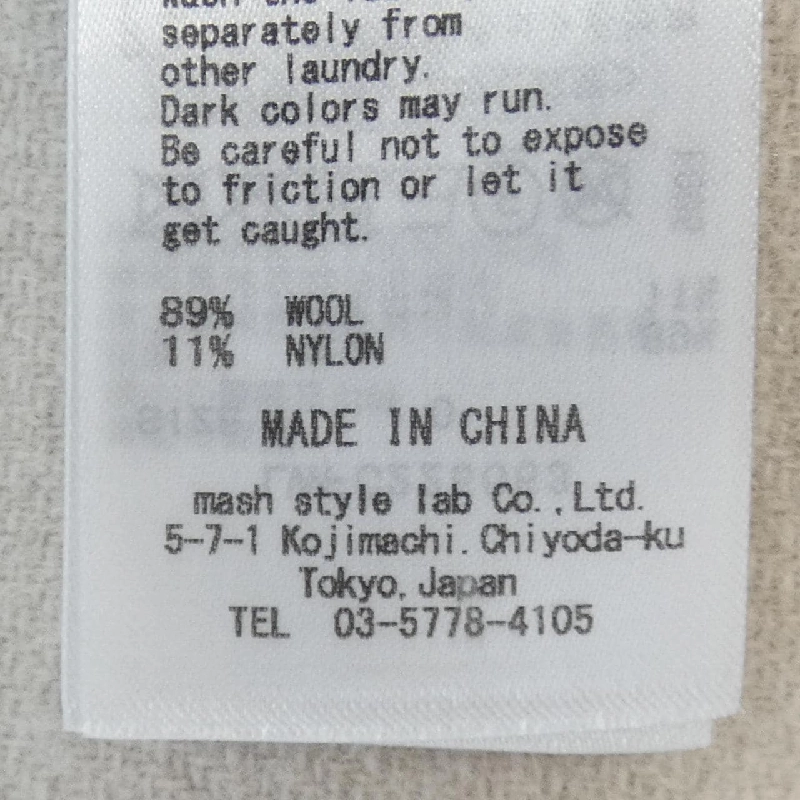 separately from
other laundry.
Dark colors may run.
Be careful not to expose
to friction or let it
get caught.
89% WOOL
11% NYLON
MADE IN CHINA
mash style lab Co.,Ltd.
5-7-1 Kojimachi.Chiyoda-ku
Tokyo,Japan
TEL 03-5778-4105